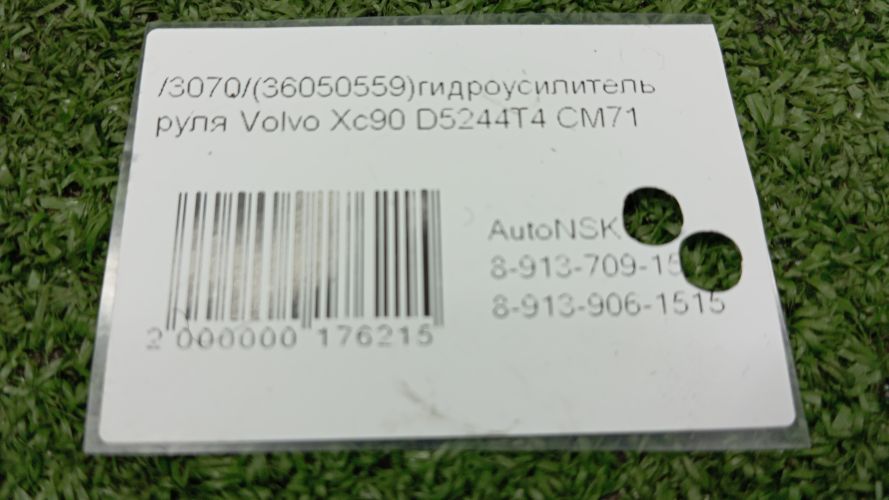 /3070/(36050559)гидроусилитель
руля Volvo Xc90 D5244T4 CM71
AutoNSK
8-913-709-15
8-913-906-1515
2 000000 176215